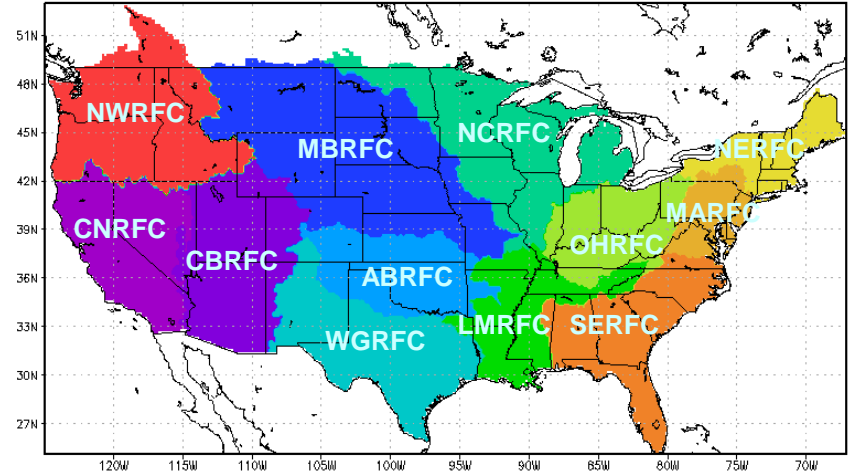 51N
48N
NWRFC
NCRFC
45N
MBRFC
NERFC
42N
MARFC
CNRFC
39N
OHRFC
CBRFC
ABRFC
36N
LMRFC
SERFC
33N
WGRFC
30N
27N
120W 115W 110W 105W 100W 95W 90W 85W 80W 75W 70W